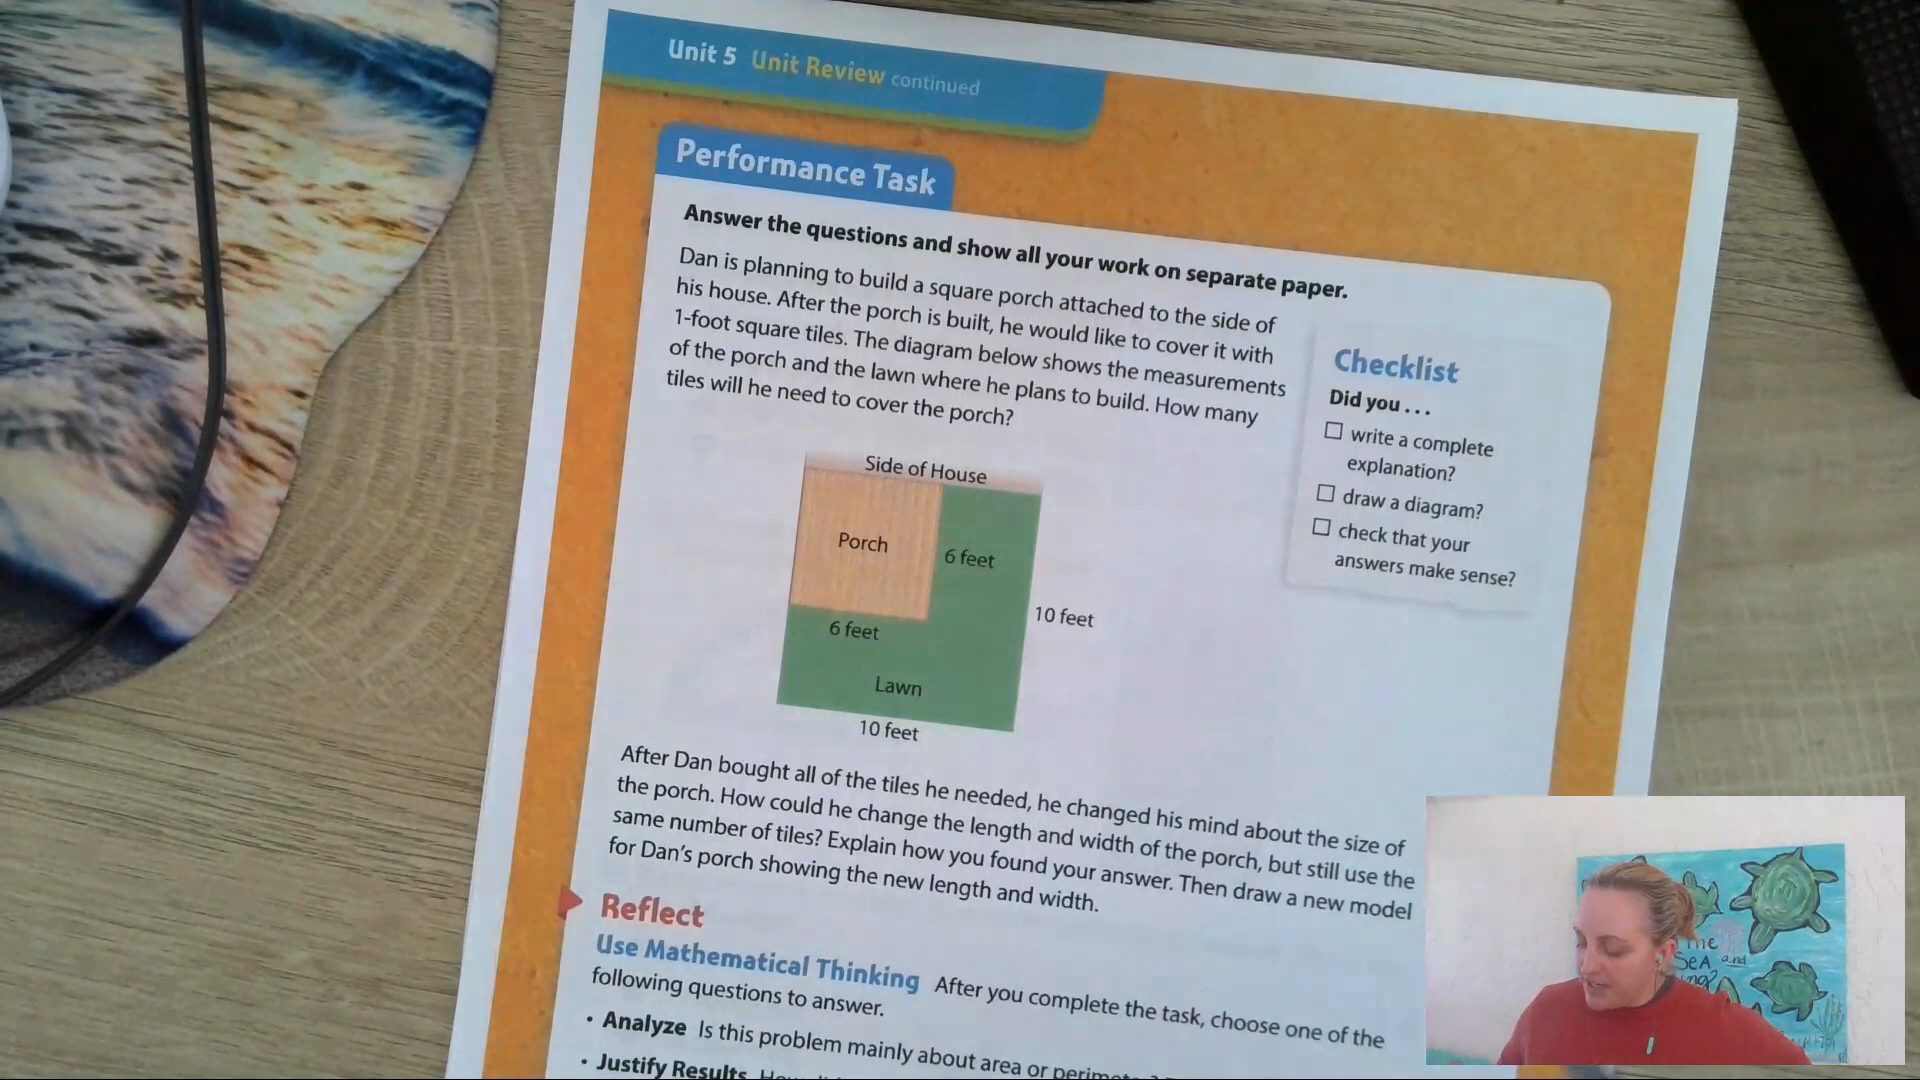 Unit 5 Unit Review continued
Performance Task
Answer the questions and show all your work on separate paper.
Dan is planning to build a square porch attached to the side of
his house. After the porch is built, he would like to cover it with
1-foot square tiles. The diagram below shows the measurements
of the porch and the lawn where he plans to build. How many
tiles will he need to cover the porch?
Checklist
Did you . . .
write a complete
explanation?
draw a diagram?
check that your
answers make sense?
Side of House
Porch
6 feet
10 feet
6 feet
Lawn
10 feet
After Dan bought all of the tiles he needed, he changed his mind about the size of
the porch. How could he change the length and width of the porch, but still use the
same number of tiles? Explain how you found your answer. Then draw a new model
for Dan's porch showing the new length and width.
Reflect
Use Mathematical Thinking After you complete the task, choose one of the
following questions to answer.
• Analyze Is this problem mainly about area or
• Justify Results
The
SeA and